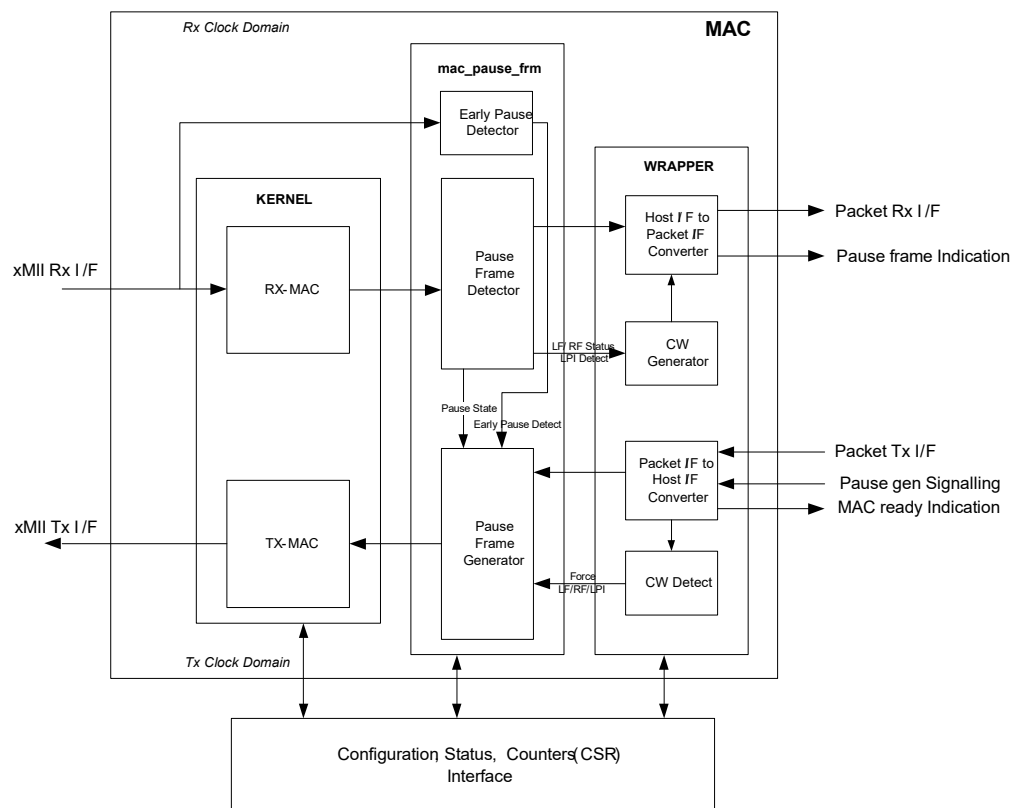 Rx Clock Domain
MAC
mac_pause_frm
Early Pause
Detector
WRAPPER
KERNEL
Host I/F to
Packet IF
Converter
Packet Rx I/F
Pause frame Indication
xMII Rx I/F
RX-MAC
Pause
Frame
Detector
LF/ RF Status
LPI Detect
CW
Generator
Pause State
Early Pause Detect
Packet IF to
Host IF
Converter
Packet Tx I/F
Pause gen Signalling
MAC ready Indication
xMII Tx I/F
TX-MAC
Pause
Frame
Generator
Force
LF/RF/LPI
CW Detect
Tx Clock Domain
Configuration, Status, Counters(CSR)
Interface